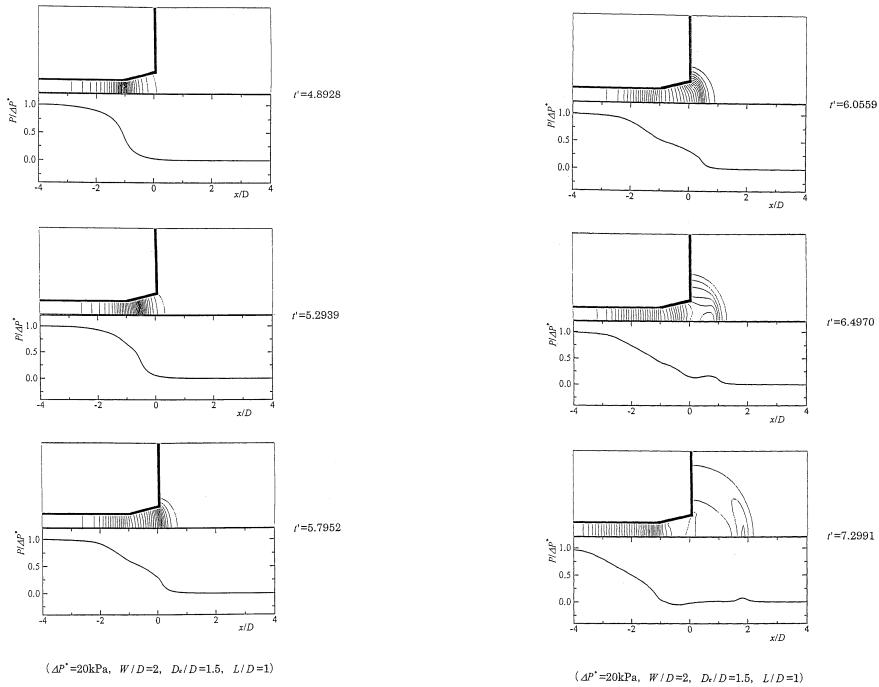 P/ΔP*
1.0
0.5
0.0
-4
-2
0
2
4
x/D
t'=4.8928
P/ΔP*
1.0
0.5
0.0
-4
-2
0
2
4
x/D
t'=5.2939
P/ΔP*
1.0
0.5
0.0
-4
-2
0
2
4
x/D
t'=5.7952
(ΔP*=20kPa, W/D=2, De/D=1.5, L/D=1)
P/ΔP*
1.0
0.5
0.0
-4
-2
0
2
4
x/D
t'=6.0559
P/ΔP*
1.0
0.5
0.0
-4
-2
0
2
4
x/D
t'=6.4970
P/ΔP*
1.0
0.5
0.0
-4
-2
0
2
4
x/D
t'=7.2991
(ΔP*=20kPa, W/D=2, De/D=1.5, L/D=1)